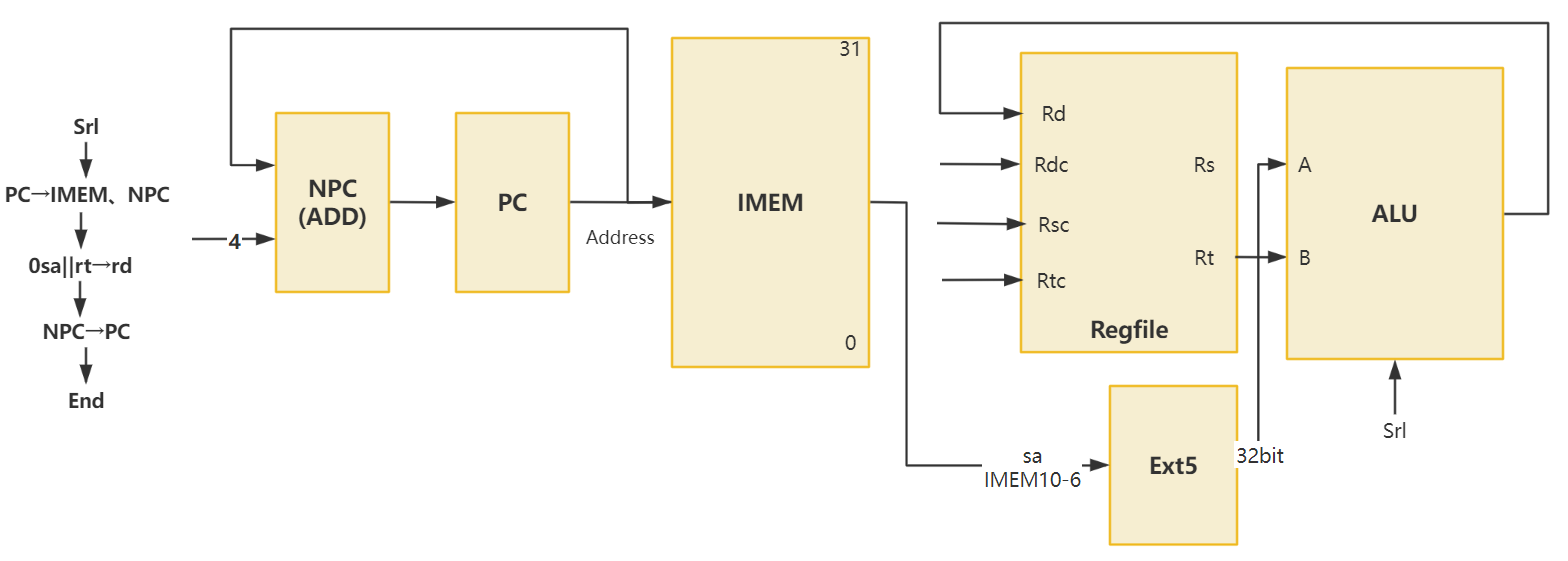 Srl
PC→IMEM、NPC
0sa||rt→rd
NPC→PC
End
4
NPC
(ADD)
PC
Address
31
IMEM
0
Rd
Rdc
Rsc
Rtc
Rs
Rt
Regfile
A
B
ALU
Srl
sa
IMEM10-6
Ext5
32bit